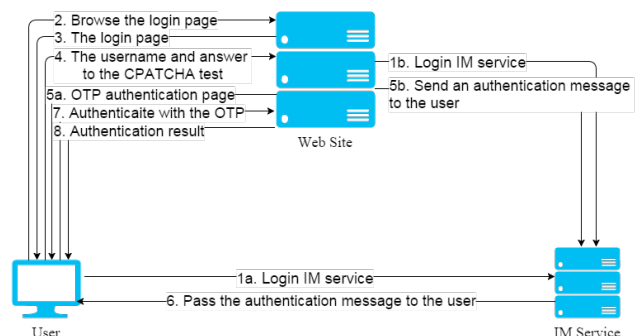 2. Browse the login page
3. The login page
4. The username and answer
to the CPATCHA test
5a. OTP authentication page
7. Authenticaite with the OTP
8. Authentication result
Web Site
1b. Login IM service
5b. Send an authentication message
to the user
1a. Login IM service
6. Pass the authentication message to the user
User
IM Service